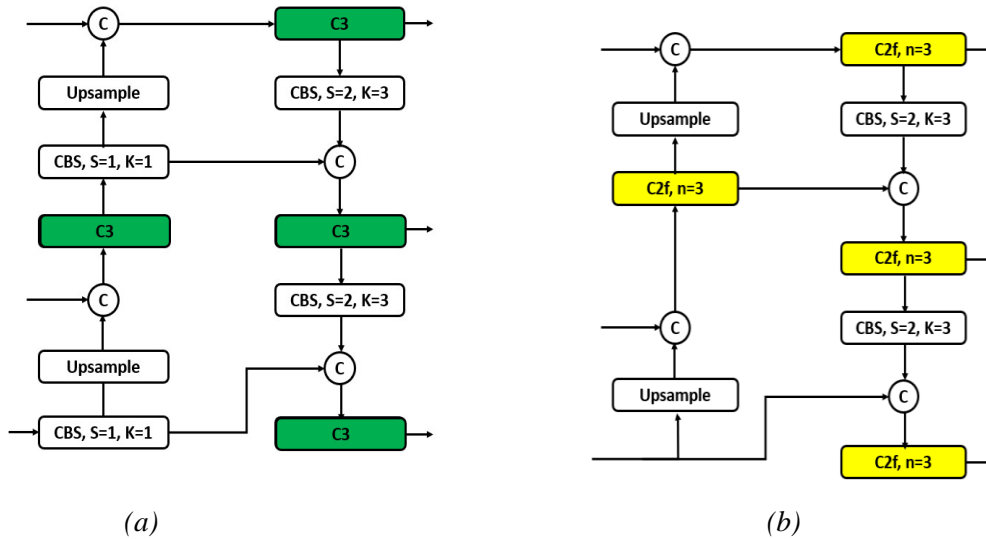 C
C3
Upsample
CBS, S=2, K=3
CBS, S=1, K=1
C
C3
C3
C
CBS, S=2, K=3
Upsample
C
CBS, S=1, K=1
C3
(a)
C
C2f, n=3
Upsample
CBS, S=2, K=3
C2f, n=3
C
C2f, n=3
C
CBS, S=2, K=3
Upsample
C
C2f, n=3
(b)